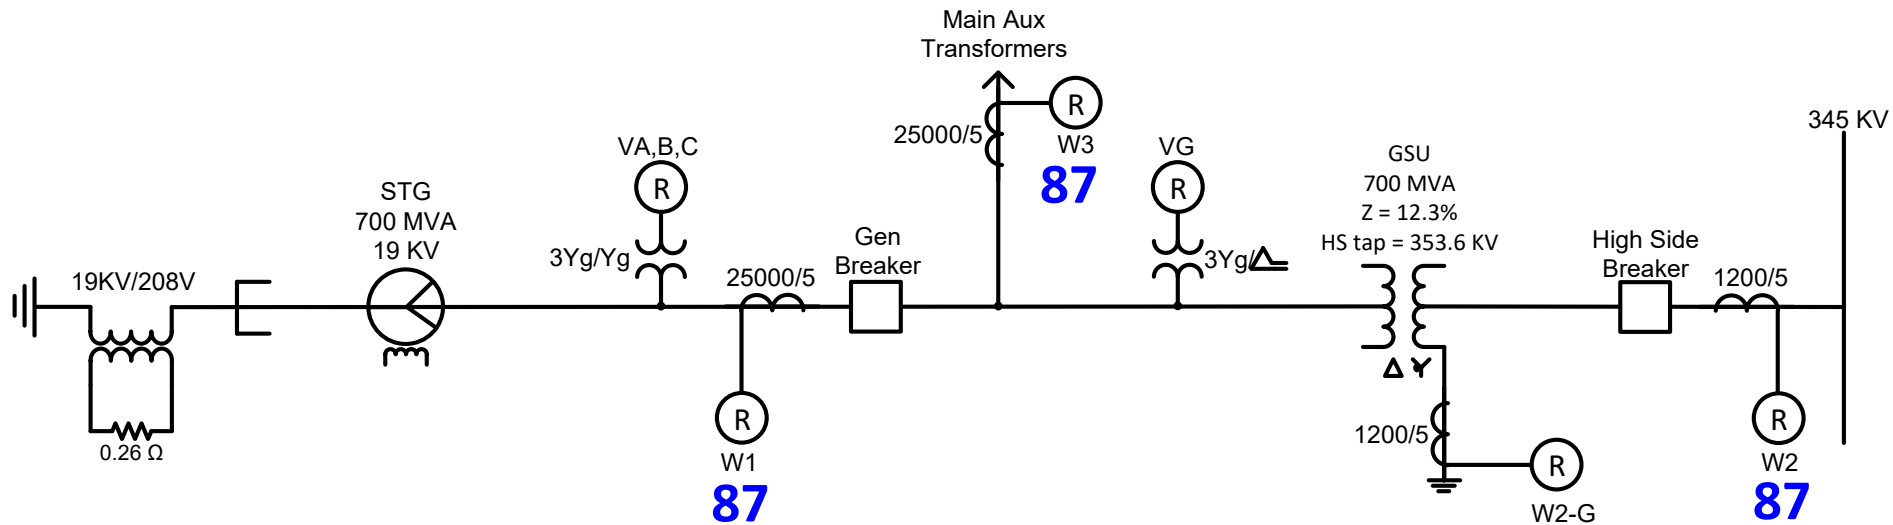 19KV/208V
0.26 Ω
STG
700 MVA
19 KV
VA,B,C
R
3Yg/Yg
25000/5
R
W1
87
Gen
Breaker
Main Aux
Transformers
25000/5
R
W3
87
VG
R
3Yg/
GSU
700 MVA
Z = 12.3%
HS tap = 353.6 KV
Δ Y
1200/5
R
W2-G
High Side
Breaker
1200/5
R
W2
87
345 KV